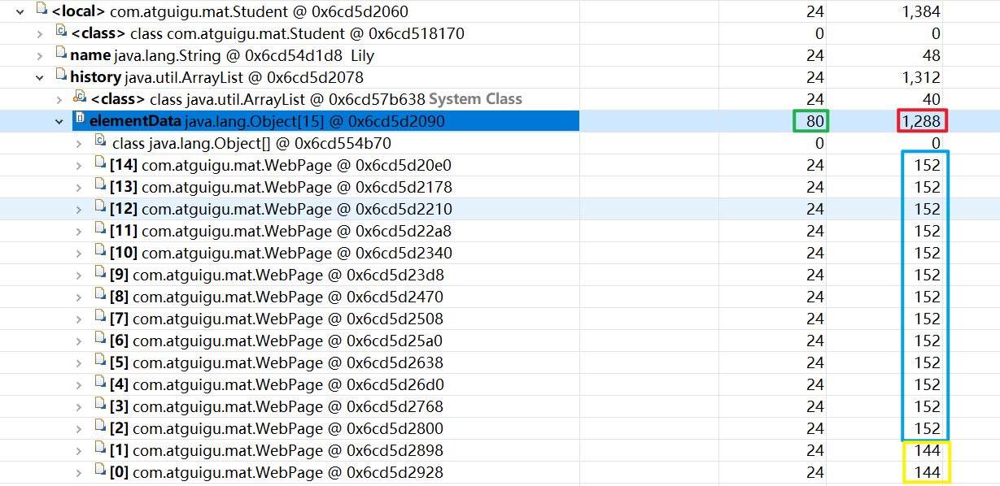 <local> com.atguigu.mat.Student @ 0x6cd5d2060 24 1,384
<class> class com.atguigu.mat.Student @ 0x6cd518170 0 0
name java.lang.String @ 0x6cd54d1d8 Lily 24 48
history java.util.ArrayList @ 0x6cd5d2078 24 1,312
<class> class java.util.ArrayList @ 0x6cd57b638 System Class 24 40
elementData java.lang.Object[15] @ 0x6cd5d2090 80 1,288
class java.lang.Object[] @ 0x6cd554b70 0 0
[14] com.atguigu.mat.WebPage @ 0x6cd5d20e0 24 152
[13] com.atguigu.mat.WebPage @ 0x6cd5d2178 24 152
[12] com.atguigu.mat.WebPage @ 0x6cd5d2210 24 152
[11] com.atguigu.mat.WebPage @ 0x6cd5d22a8 24 152
[10] com.atguigu.mat.WebPage @ 0x6cd5d2340 24 152
[9] com.atguigu.mat.WebPage @ 0x6cd5d23d8 24 152
[8] com.atguigu.mat.WebPage @ 0x6cd5d2470 24 152
[7] com.atguigu.mat.WebPage @ 0x6cd5d2508 24 152
[6] com.atguigu.mat.WebPage @ 0x6cd5d25a0 24 152
[5] com.atguigu.mat.WebPage @ 0x6cd5d2638 24 152
[4] com.atguigu.mat.WebPage @ 0x6cd5d26d0 24 152
[3] com.atguigu.mat.WebPage @ 0x6cd5d2768 24 152
[2] com.atguigu.mat.WebPage @ 0x6cd5d2800 24 152
[1] com.atguigu.mat.WebPage @ 0x6cd5d2898 24 144
[0] com.atguigu.mat.WebPage @ 0x6cd5d2928 24 144